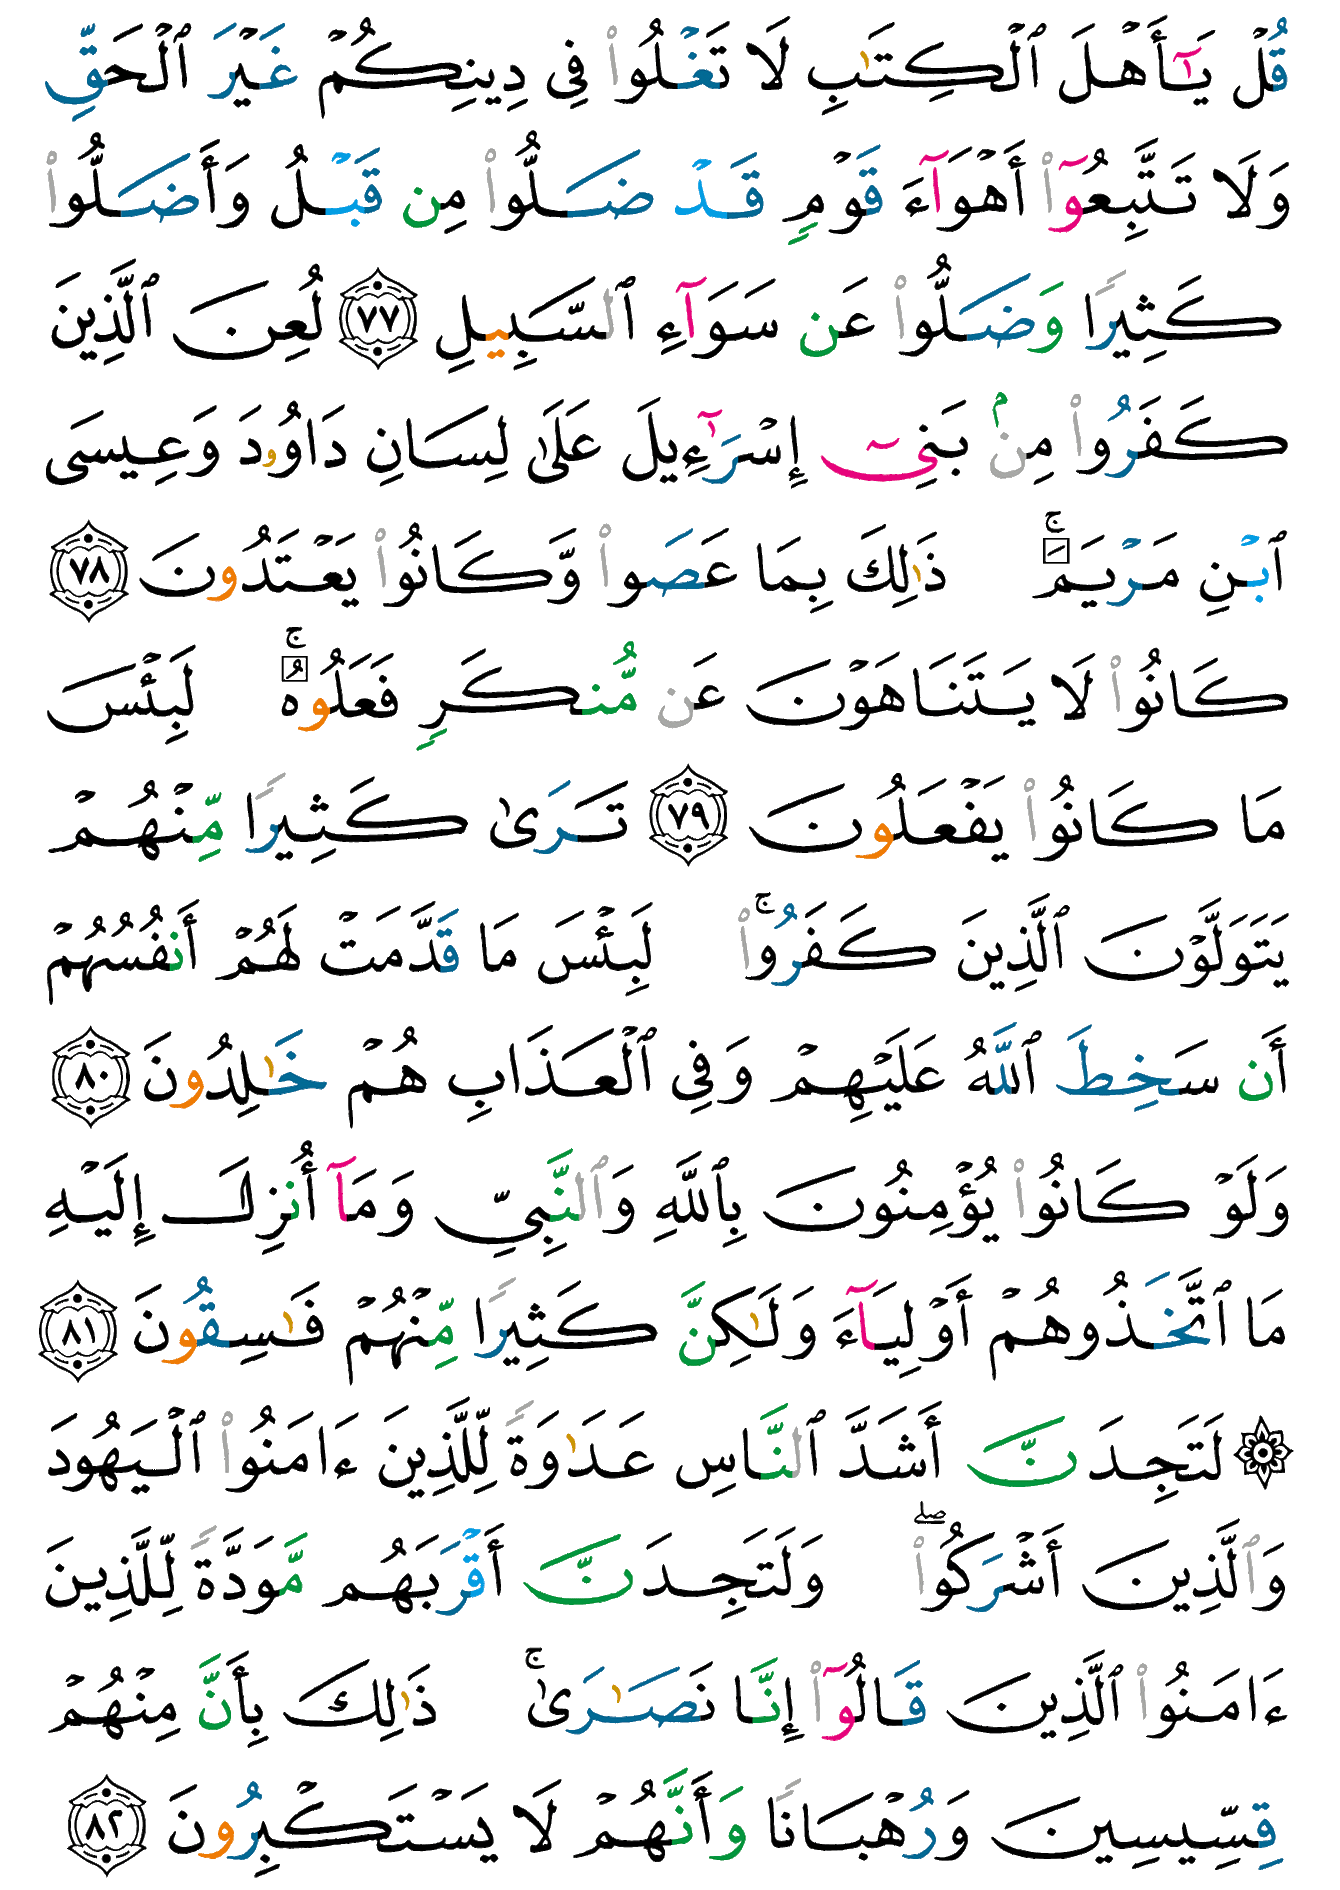 قُلۡ يَـٰٓأَهۡلَ ٱلۡكِتَـٰبِ لَا تَغۡلُوا۟ فِى دِينِكُمۡ غَيۡرَ ٱلۡحَقِّ
وَلَا تَتَّبِعُوٓا۟ أَهۡوَآءَ قَوۡمٍ قَدۡ ضَلُّوا۟ مِن قَبۡلُ وَأَضَلُّوا۟
كَثِيرًا وَضَلُّوا۟ عَن سَوَآءِ ٱلسَّبِيلِ ٧٧ لُعِنَ ٱلَّذِينَ
كَفَرُوا۟ مِنۢ بَنِىٓ إِسۡرَٰٓءِيلَ عَلَىٰ لِسَانِ دَاوُۥدَ وَعِيسَى
ٱبۡنِ مَرۡيَمَۚ ذَٰلِكَ بِمَا عَصَوا۟ وَّكَانُوا۟ يَعۡتَدُونَ ٧٨
كَانُوا۟ لَا يَتَنَاهَوۡنَ عَن مُّنكَرٍ فَعَلُوهُۚ لَبِئۡسَ
مَا كَانُوا۟ يَفۡعَلُونَ ٧٩ تَرَىٰ كَثِيرًا مِّنۡهُمۡ
يَتَوَلَّوۡنَ ٱلَّذِينَ كَفَرُوا۟ۚ لَبِئۡسَ مَا قَدَّمَتۡ لَهُمۡ أَنفُسُهُمۡ
أَن سَخِطَ ٱللَّهُ عَلَيۡهِمۡ وَفِى ٱلۡعَذَابِ هُمۡ خَـٰلِدُونَ ٨٠
وَلَوۡ كَانُوا۟ يُؤۡمِنُونَ بِٱللَّهِ وَٱلنَّبِىِّ وَمَآ أُنزِلَ إِلَيۡهِ
مَا ٱتَّخَذُوهُمۡ أَوۡلِيَآءَ وَلَـٰكِنَّ كَثِيرًا مِّنۡهُمۡ فَـٰسِقُونَ ٨١
۞ لَتَجِدَنَّ أَشَدَّ ٱلنَّاسِ عَدَٰوَةً لِّلَّذِينَ ءَامَنُوا۟ ٱلۡيَهُودَ
وَٱلَّذِينَ أَشۡرَكُوا۟ۖ وَلَتَجِدَنَّ أَقۡرَبَهُم مَّوَدَّةً لِّلَّذِينَ
ءَامَنُوا۟ ٱلَّذِينَ قَالُوٓا۟ إِنَّا نَصَـٰرَىٰۚ ذَٰلِكَ بِأَنَّ مِنۡهُمۡ
قِسِّيسِينَ وَرُهۡبَانًا وَأَنَّهُمۡ لَا يَسۡتَكۡبِرُونَ ٨٢